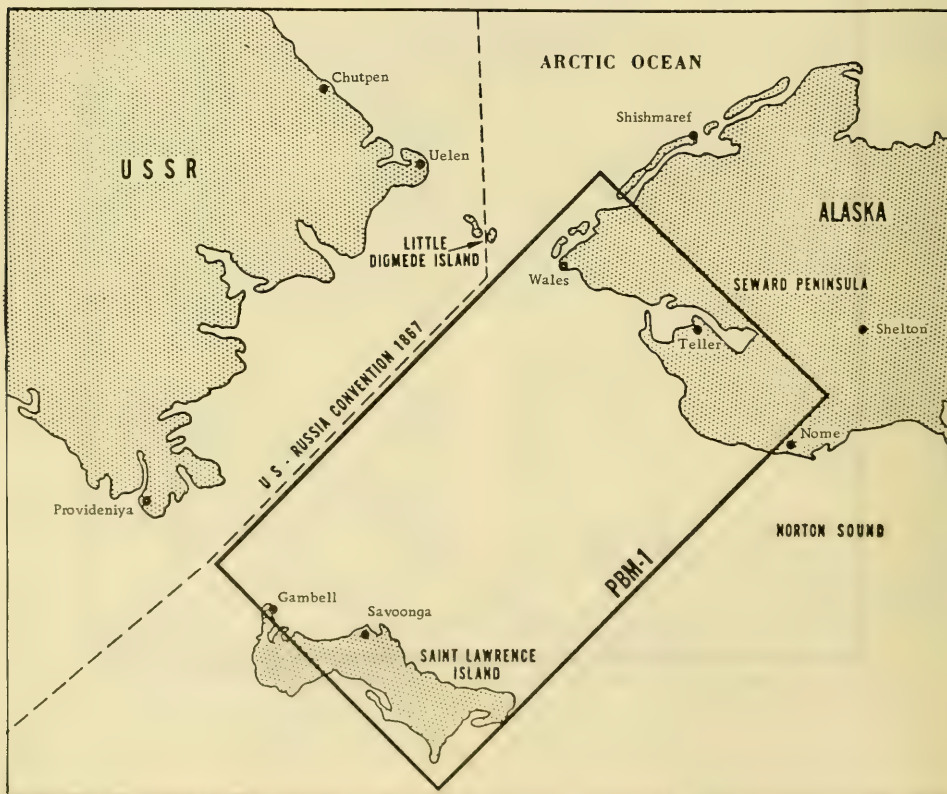 ARCTIC OCEAN
Chutpen
Shishmaref
USSR
Uelen
ALASKA
LITTLE
DIGMEDE ISLAND
Wales
SEWARD PENINSULA
Teller
Shelton
U S - RUSSIA CONVENTION 1867
Nome
Provideniya
NORTON SOUND
PBM-1
Gambell
Savoonga
SAINT LAWRENCE
ISLAND